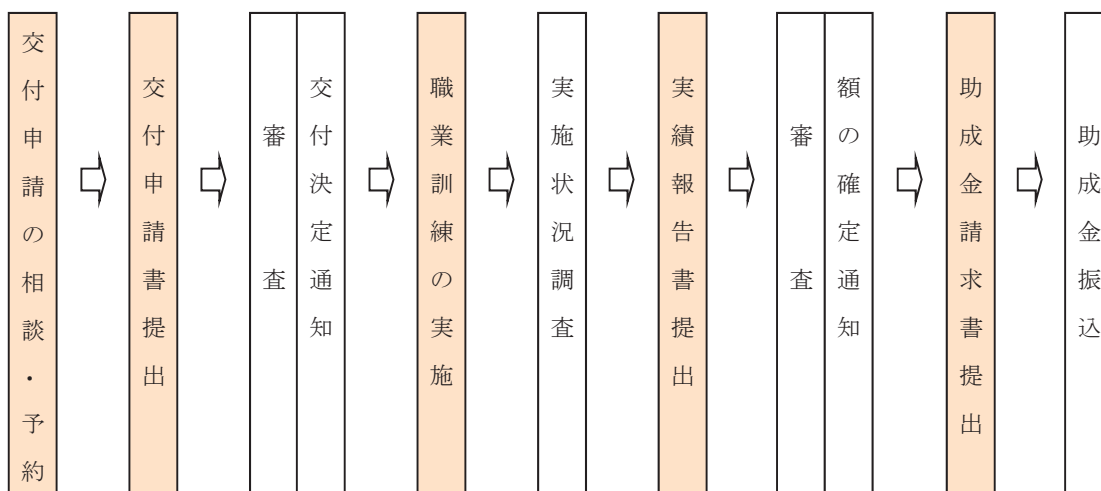 交付申請の相談・予約
交付申請書提出
審査
交付決定通知
職業訓練の実施
実施状況調査
実績報告書提出
審査
額の確定通知
助成金請求書提出
助成金振込